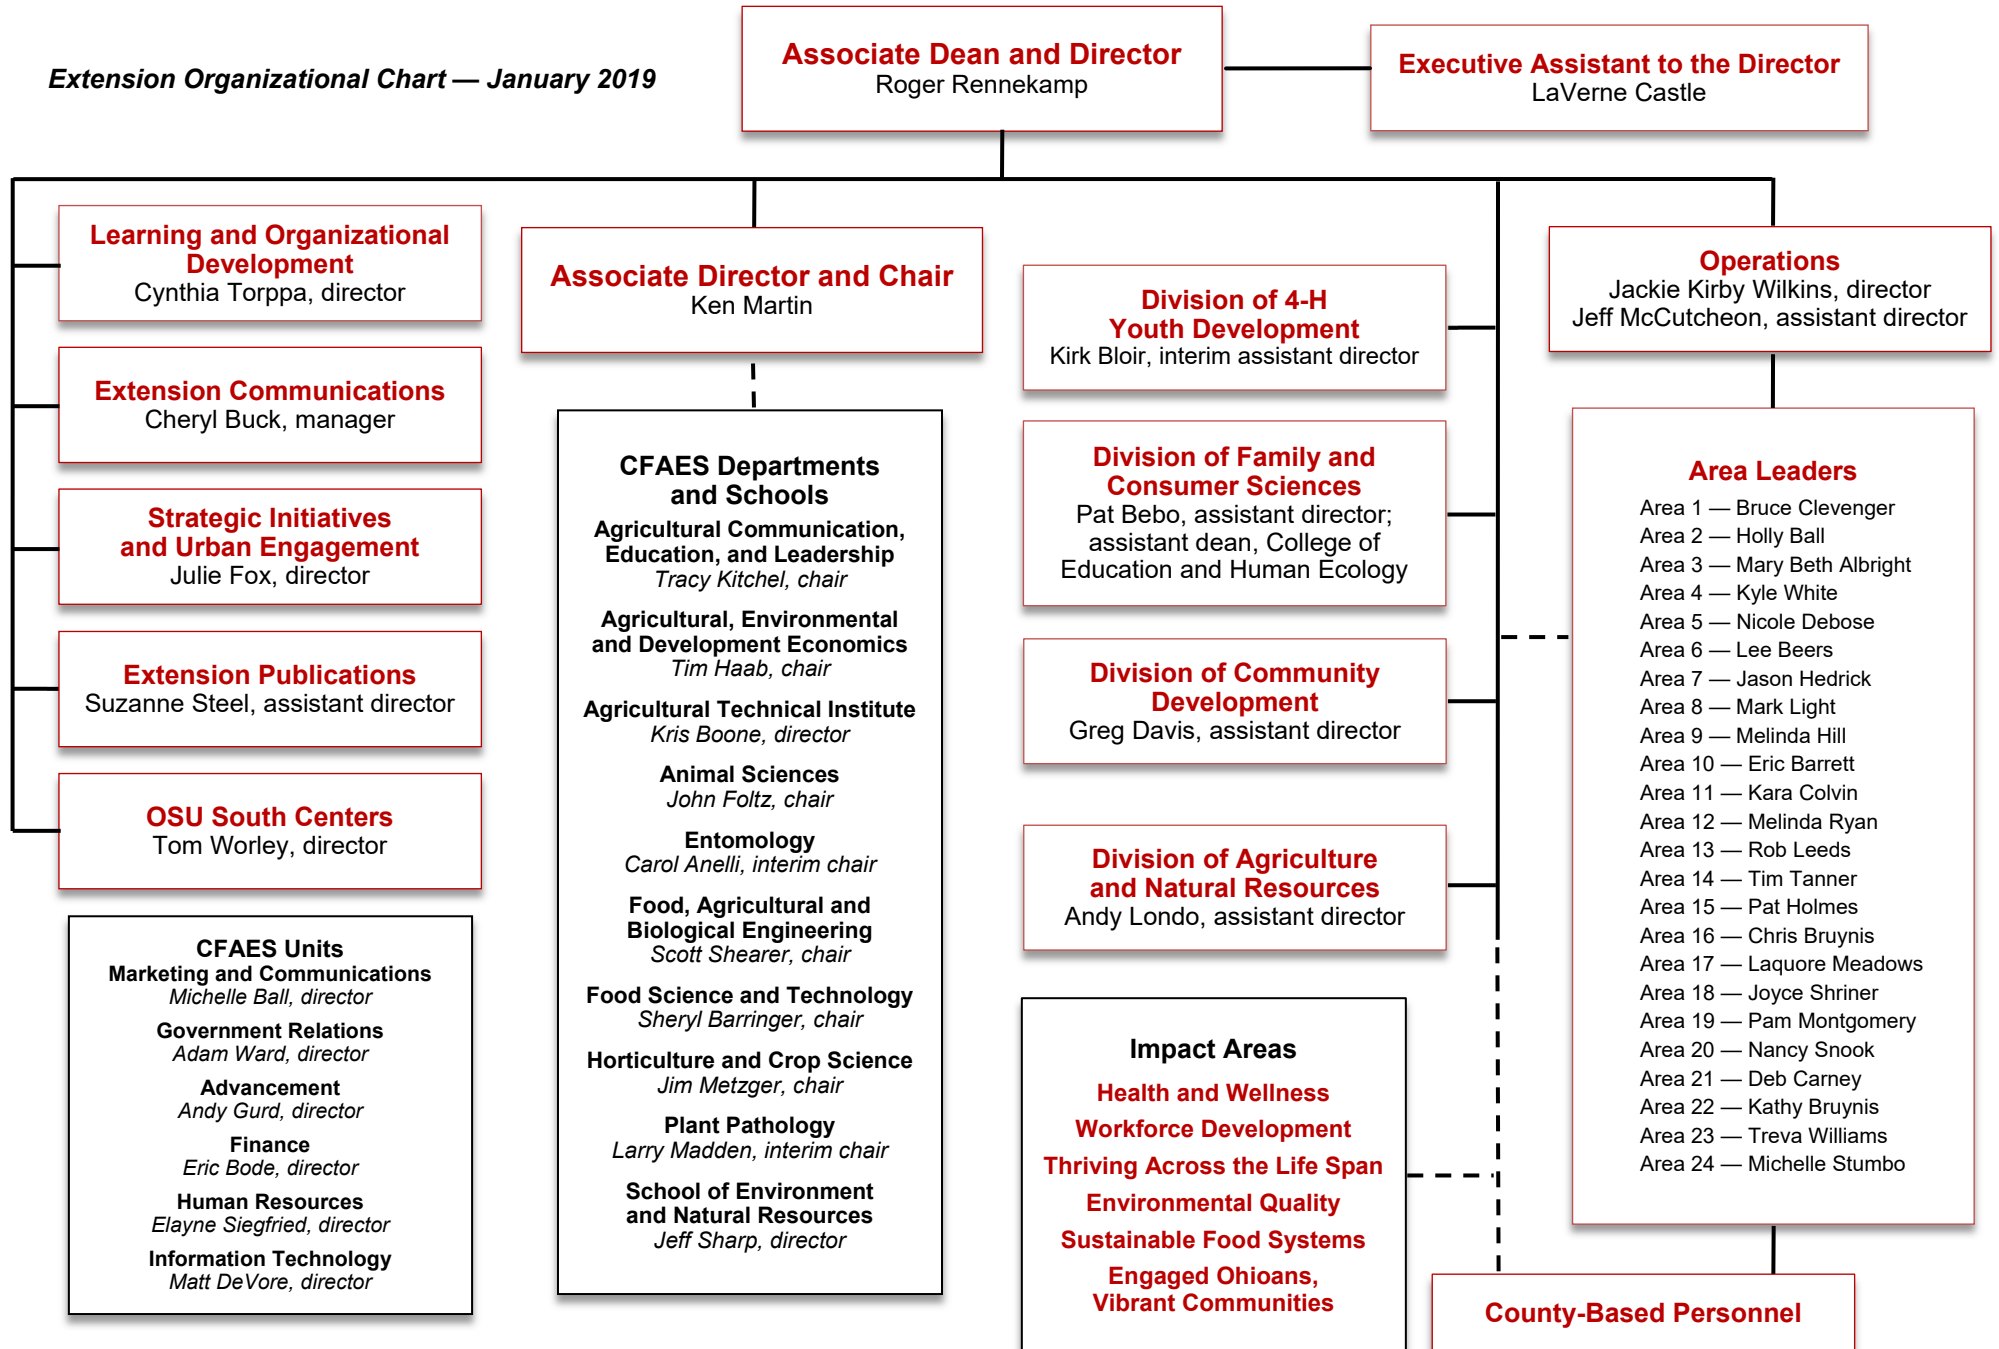 Extension Organizational Chart — January 2019
Associate Dean and Director
Roger Rennekamp
Executive Assistant to the Director
LaVerne Castle
Learning and Organizational
Development
Cynthia Torppa, director
Extension Communications
Cheryl Buck, manager
Strategic Initiatives
and Urban Engagement
Julie Fox, director
Extension Publications
Suzanne Steel, assistant director
OSU South Centers
Tom Worley, director
CFAES Units
Marketing and Communications
Michelle Ball, director
Government Relations
Adam Ward, director
Advancement
Andy Gurd, director
Finance
Eric Bode, director
Human Resources
Elayne Siegfried, director
Information Technology
Matt DeVore, director
Associate Director and Chair
Ken Martin
CFAES Departments
and Schools
Agricultural Communication,
Education, and Leadership
Tracy Kitchel, chair
Agricultural, Environmental
and Development Economics
Tim Haab, chair
Agricultural Technical Institute
Kris Boone, director
Animal Sciences
John Foltz, chair
Entomology
Carol Anelli, interim chair
Food, Agricultural and
Biological Engineering
Scott Shearer, chair
Food Science and Technology
Sheryl Barringer, chair
Horticulture and Crop Science
Jim Metzger, chair
Plant Pathology
Larry Madden, interim chair
School of Environment
and Natural Resources
Jeff Sharp, director
Division of 4-H
Youth Development
Kirk Bloir, interim assistant director
Division of Family and
Consumer Sciences
Pat Bebo, assistant director;
assistant dean, College of
Education and Human Ecology
Division of Community
Development
Greg Davis, assistant director
Division of Agriculture
and Natural Resources
Andy Londo, assistant director
Impact Areas
Health and Wellness
Workforce Development
Thriving Across the Life Span
Environmental Quality
Sustainable Food Systems
Engaged Ohioans,
Vibrant Communities
Operations
Jackie Kirby Wilkins, director
Jeff McCutcheon, assistant director
Area Leaders
Area 1 — Bruce Clevenger
Area 2 — Holly Ball
Area 3 — Mary Beth Albright
Area 4 — Kyle White
Area 5 — Nicole Debose
Area 6 — Lee Beers
Area 7 — Jason Hedrick
Area 8 — Mark Light
Area 9 — Melinda Hill
Area 10 — Eric Barrett
Area 11 — Kara Colvin
Area 12 — Melinda Ryan
Area 13 — Rob Leeds
Area 14 — Tim Tanner
Area 15 — Pat Holmes
Area 16 — Chris Bruynis
Area 17 — Laquore Meadows
Area 18 — Joyce Shriner
Area 19 — Pam Montgomery
Area 20 — Nancy Snook
Area 21 — Deb Carney
Area 22 — Kathy Bruynis
Area 23 — Treva Williams
Area 24 — Michelle Stumbo
County-Based Personnel